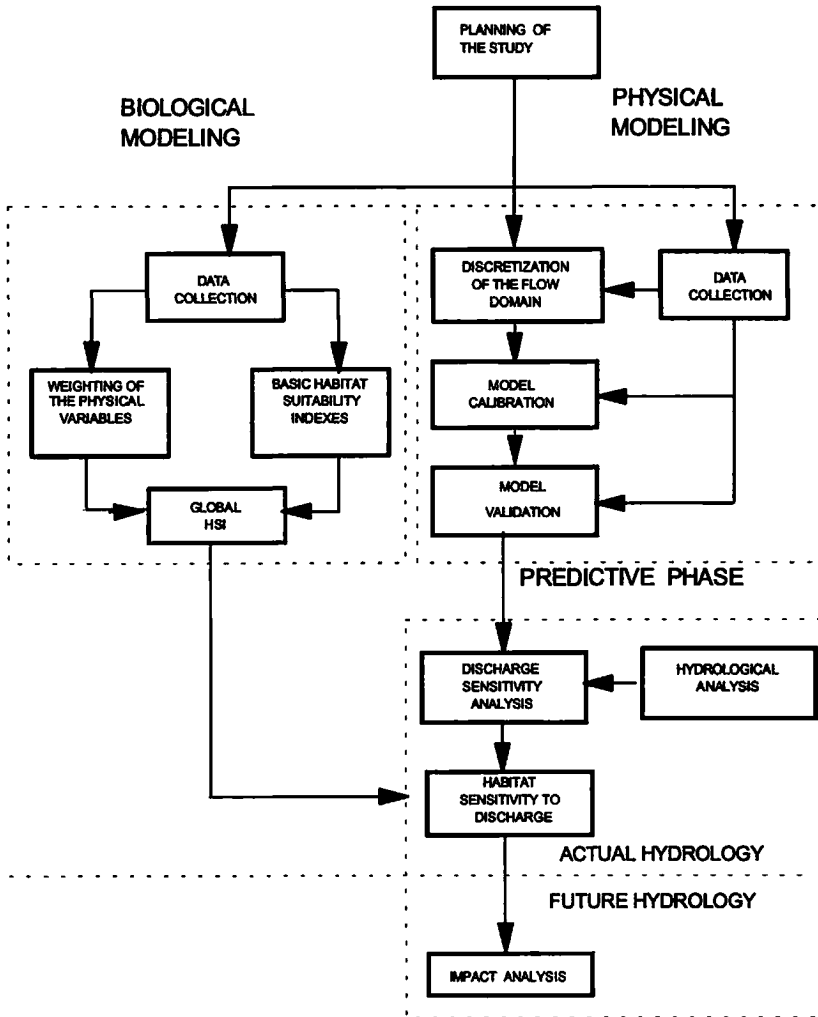 PLANNING OF
THE STUDY
BIOLOGICAL
MODELING
PHYSICAL
MODELING
DATA
COLLECTION
WEIGHTING OF
THE PHYSICAL
VARIABLES
BASIC HABITAT
SUITABILITY
INDEXES
GLOBAL
HSI
DISCRETIZATION
OF THE FLOW
DOMAIN
DATA
COLLECTION
MODEL
CALIBRATION
MODEL
VALIDATION
PREDICTIVE PHASE
DISCHARGE
SENSITIVITY
ANALYSIS
HYDROLOGICAL
ANALYSIS
HABITAT
SENSITIVITY TO
DISCHARGE
ACTUAL HYDROLOGY
FUTURE HYDROLOGY
IMPACT ANALYSIS